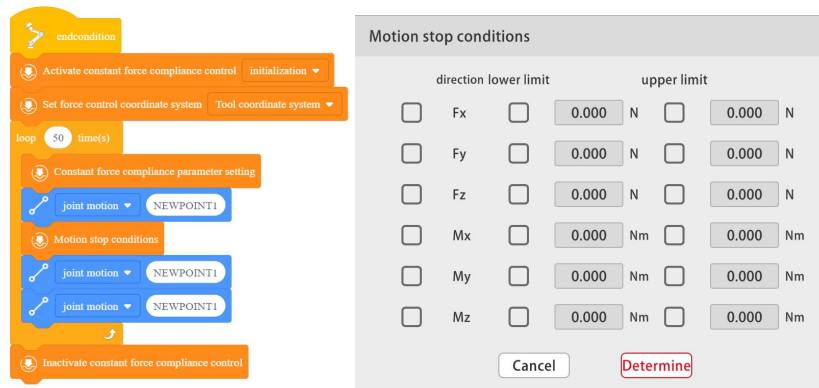 endcondition
Activate constant force compliance control initialization
Set force control coordinate system Tool coordinate system
loop 50 time(s)
Constant force compliance parameter setting
joint motion NEWPOINT1
Motion stop conditions
joint motion NEWPOINT1
joint motion NEWPOINT1
Inactivate constant force compliance control
Motion stop conditions
direction lower limit upper limit
Fx 0.000 N 0.000 N
Fy 0.000 N 0.000 N
Fz 0.000 N 0.000 N
Mx 0.000 Nm 0.000 Nm
My 0.000 Nm 0.000 Nm
Mz 0.000 Nm 0.000 Nm
Cancel Determine